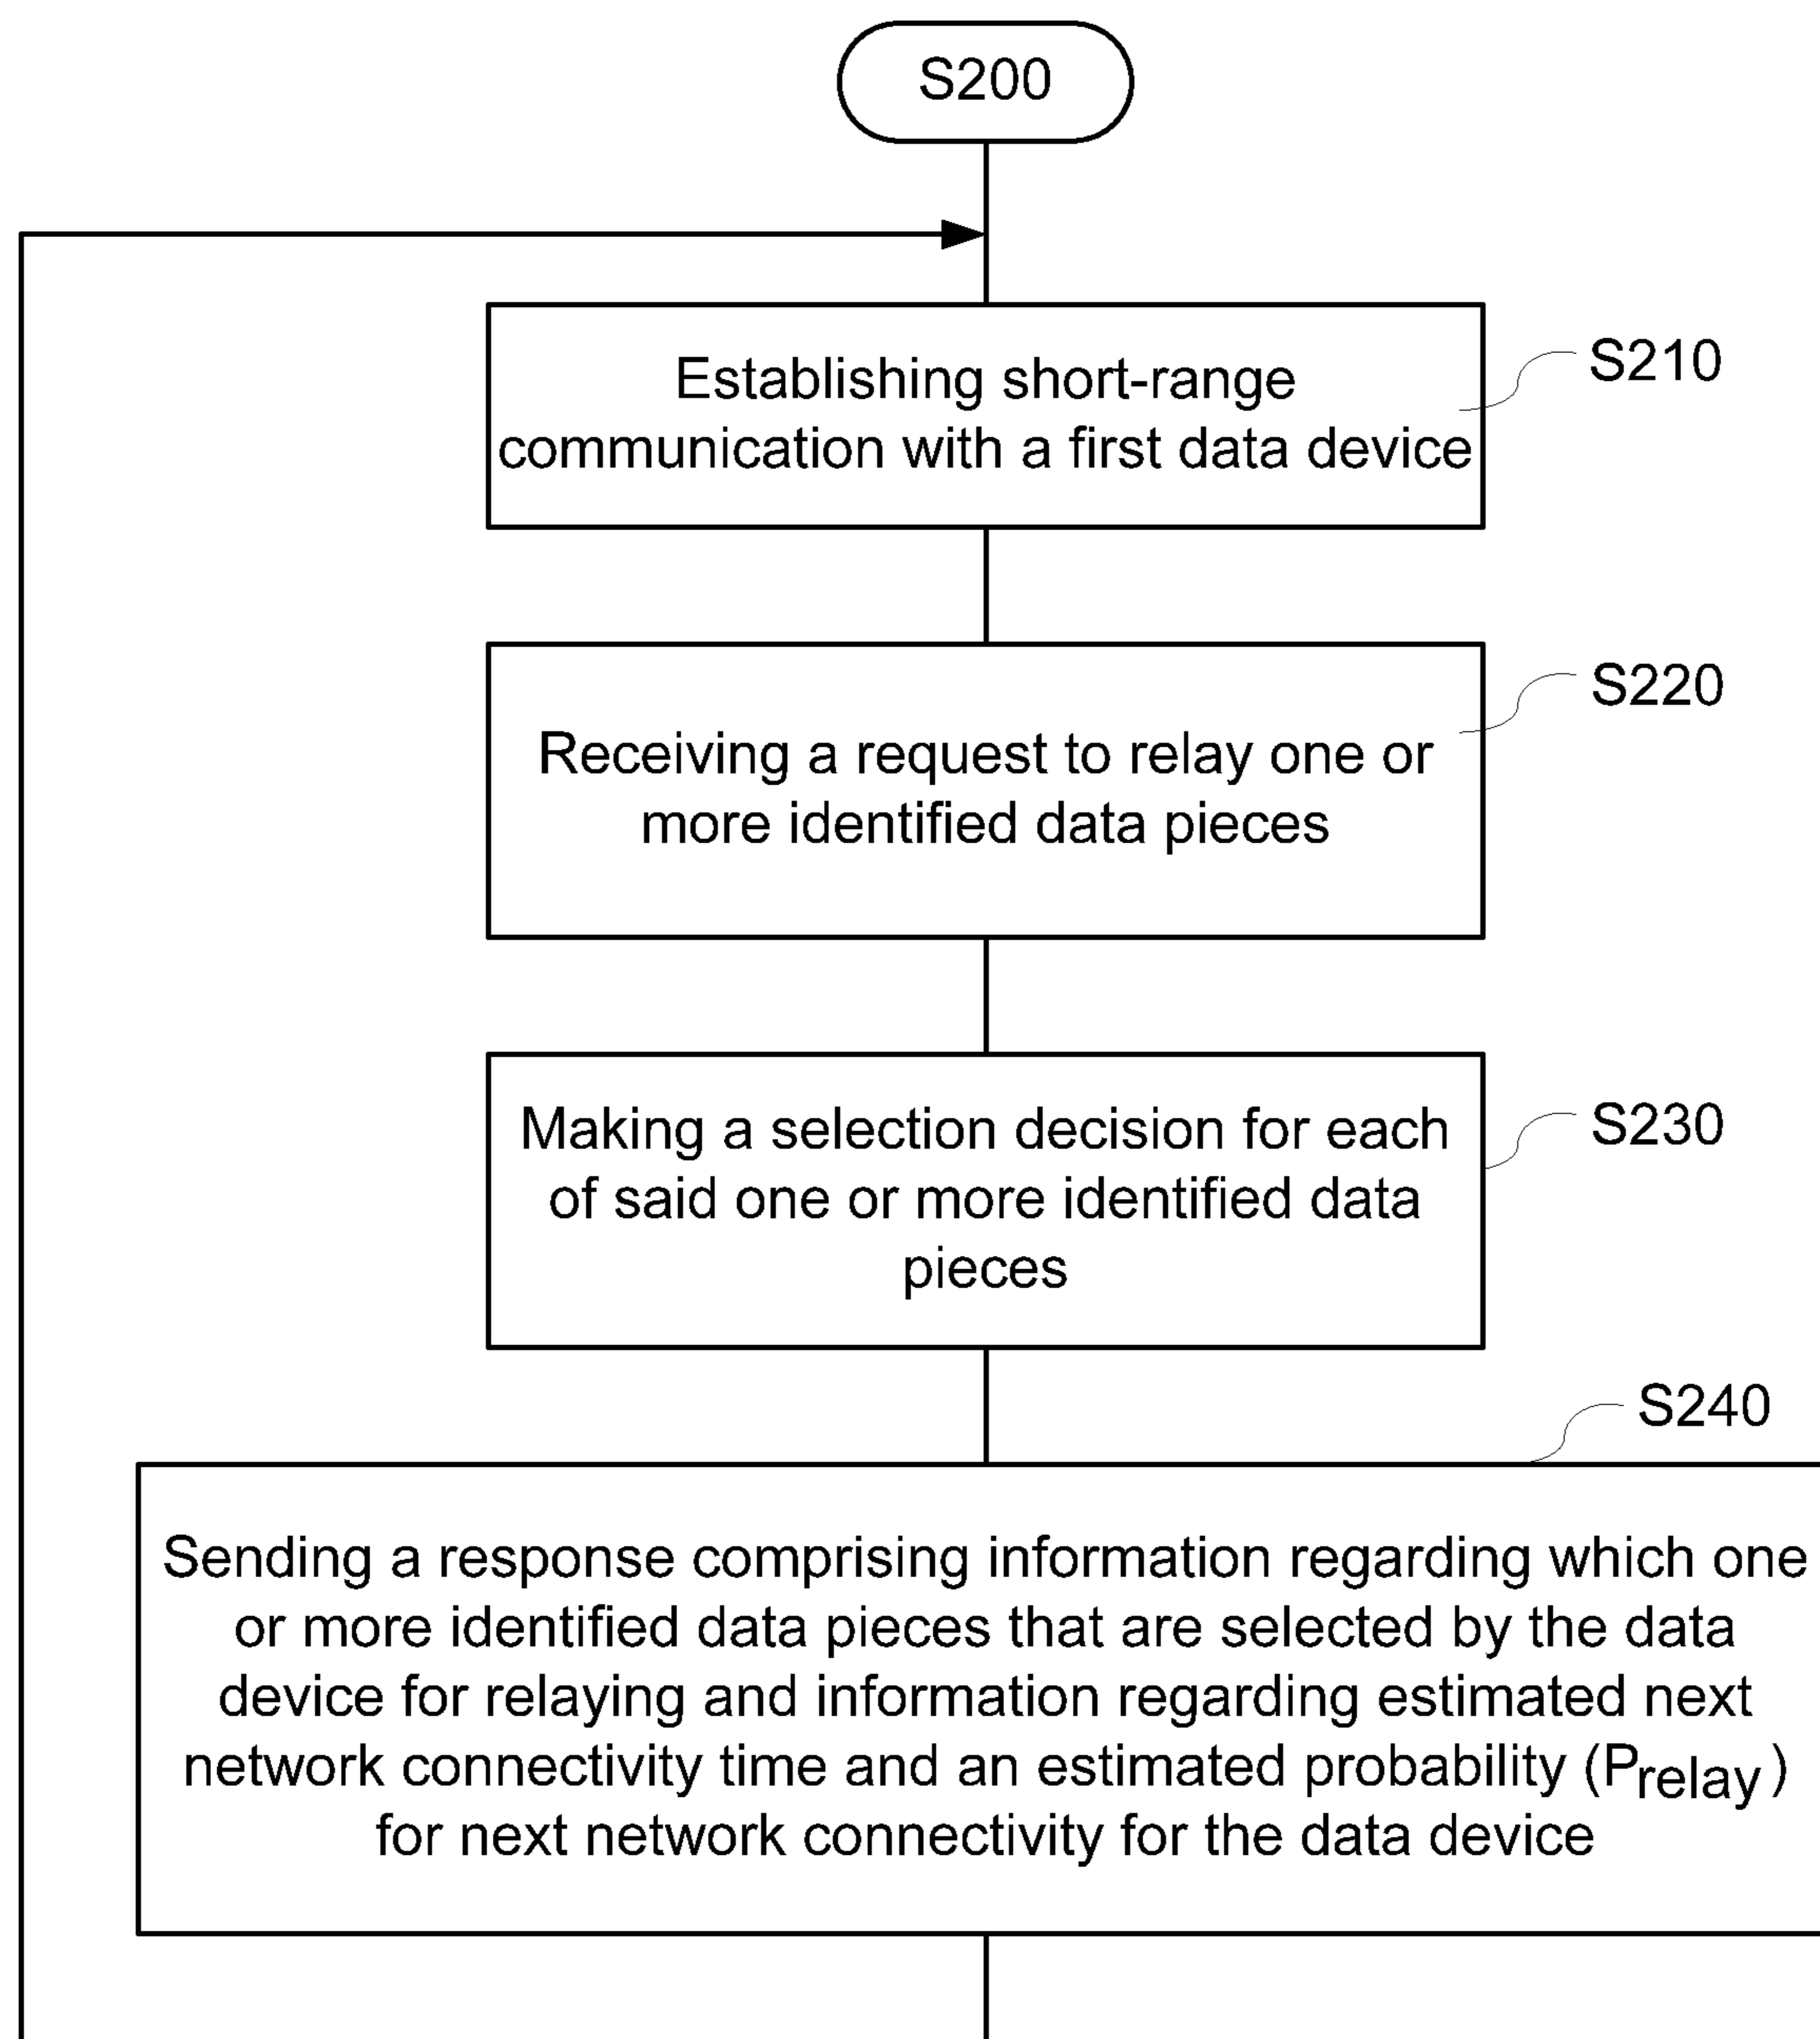 S200
Establishing short-range
communication with a first data device
S210
Receiving a request to relay one or
more identified data pieces
S220
Making a selection decision for each
of said one or more identified data
pieces
S230
S240
Sending a response comprising information regarding which one
or more identified data pieces that are selected by the data
device for relaying and information regarding estimated next
network connectivity time and an estimated probability (Prelay)
for next network connectivity for the data device